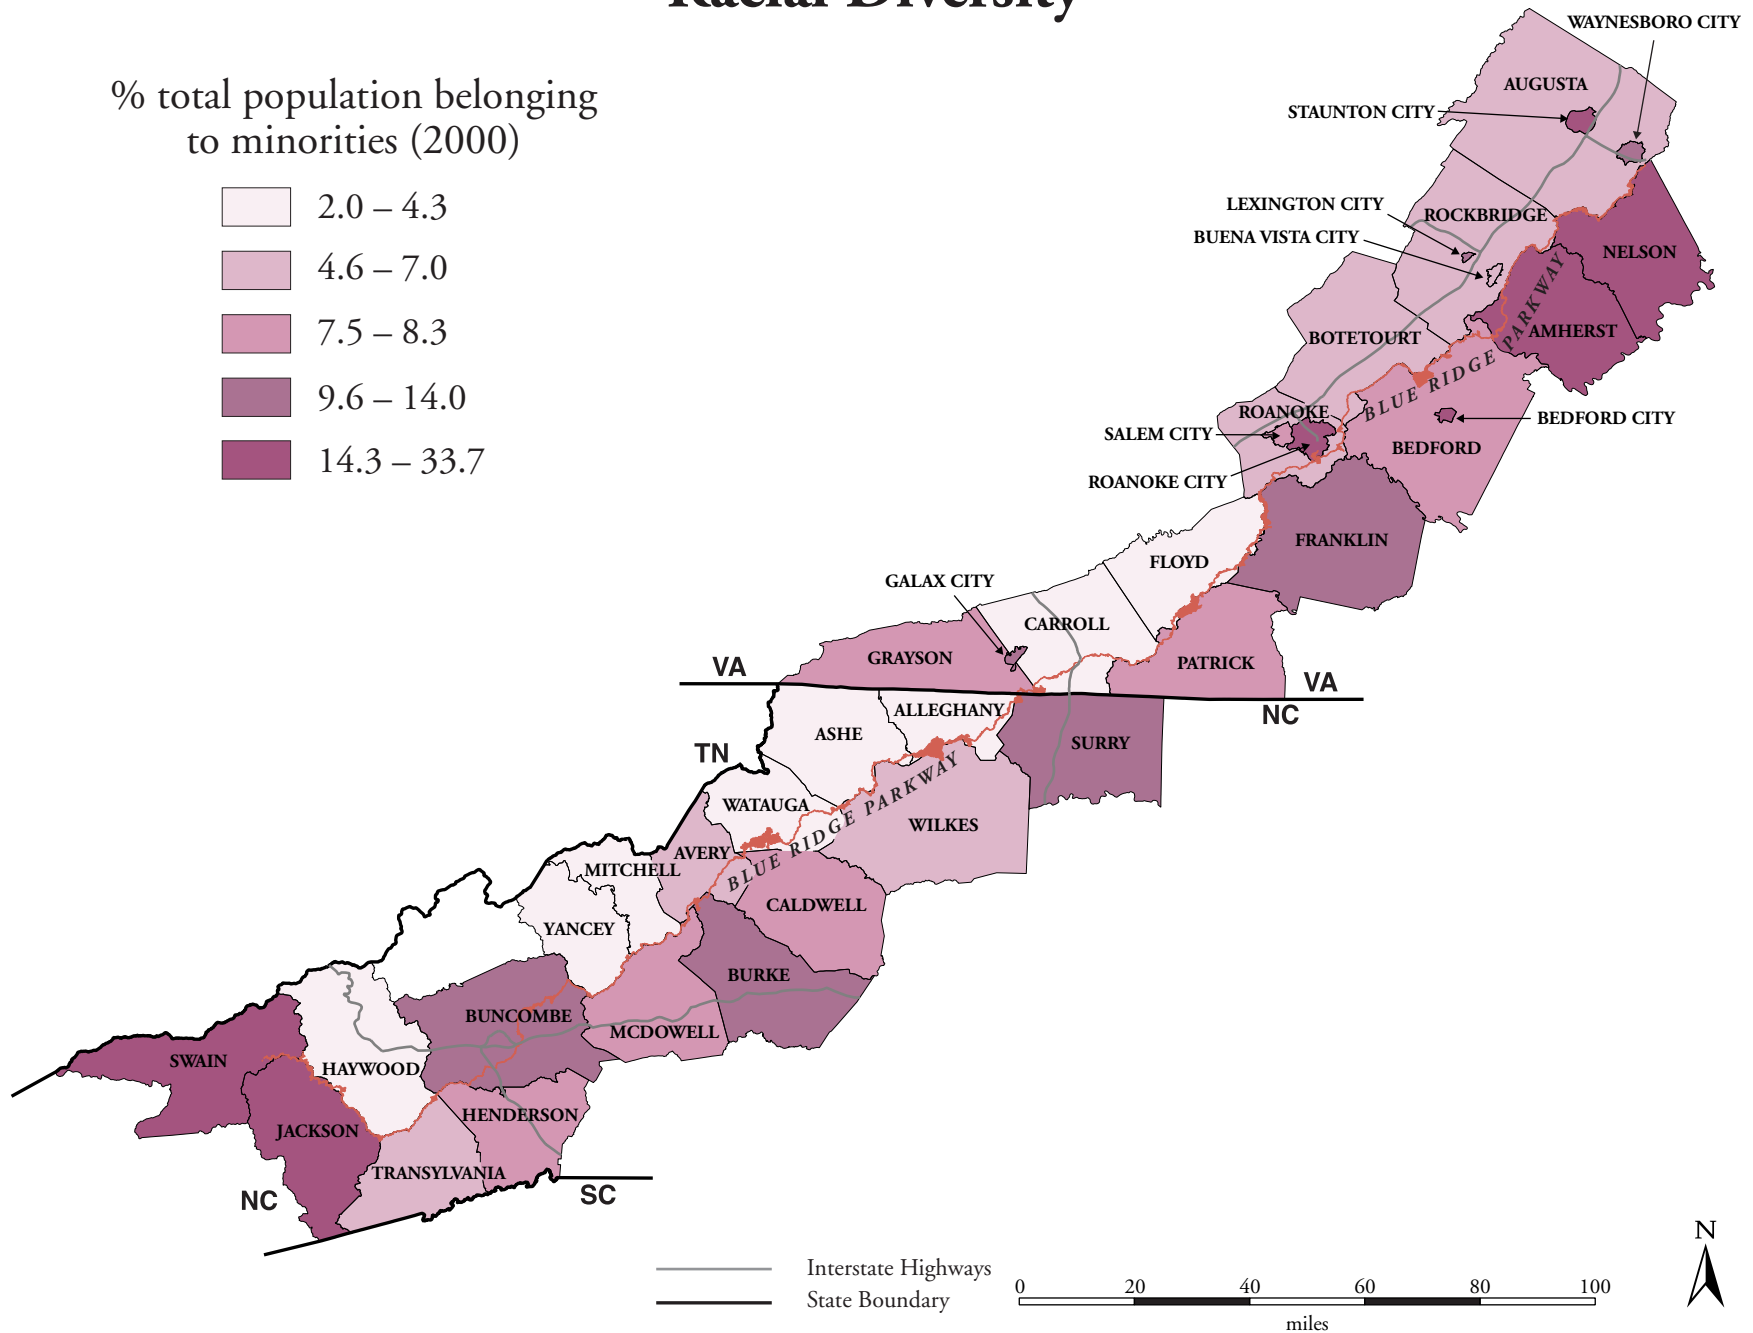 Racial Diversity
% total population belonging
to minorities (2000)
2.0 – 4.3
4.6 – 7.0
7.5 – 8.3
9.6 – 14.0
14.3 – 33.7
WAYNESBORO CITY
AUGUSTA
STAUNTON CITY
LEXINGTON CITY
ROCKBRIDGE
BUENA VISTA CITY
NELSON
AMHERST
BOTETOURT
BLUE RIDGE PARKWAY
ROANOKE
SALEM CITY
BEDFORD CITY
BEDFORD
ROANOKE CITY
FRANKLIN
FLOYD
GALAX CITY
CARROLL
GRAYSON
PATRICK
VA
VA
NC
ALLEGHANY
ASHE
SURRY
TN
WATAUGA
WILKES
BLUE RIDGE PARKWAY
AVERY
MITCHELL
CALDWELL
YANCEY
BURKE
BUNCOMBE
MCDOWELL
SWAIN
HAYWOOD
HENDERSON
JACKSON
TRANSYLVANIA
NC
SC
Interstate Highways
State Boundary
0 20 40 60 80 100
miles
N